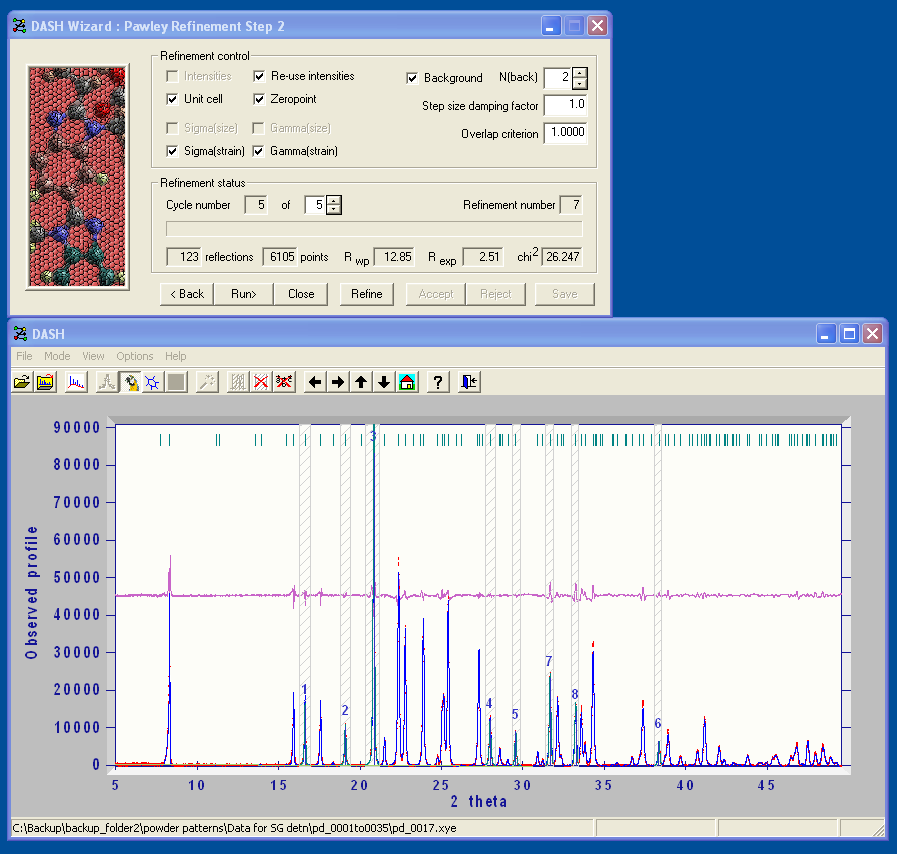 DASH Wizard : Pawley Refinement Step 2
Refinement control
Intensities Re-use intensities Background N(back) 2
Unit cell Zeropoint Step size damping factor 1.0
Sigma(size) Gamma(size) Overlap criterion 1.0000
Sigma(strain) Gamma(strain)
Refinement status
Cycle number 5 of 5 Refinement number 7
123 reflections 6105 points R wp 12.85 R exp 2.51 chi2 26.247
< Back Run> Close Refine Accept Reject Save
DASH
File Mode View Options Help
?
90000
80000
70000
60000
50000
40000
30000
20000
10000
0
Observed profile
1
2
3
4
5
7
8
6
5 10 15 20 25 30 35 40 45
2 theta
C:\Backup\backup_folder2\powder patterns\Data for SG detn\pd_0001to0035\pd_0017.xye